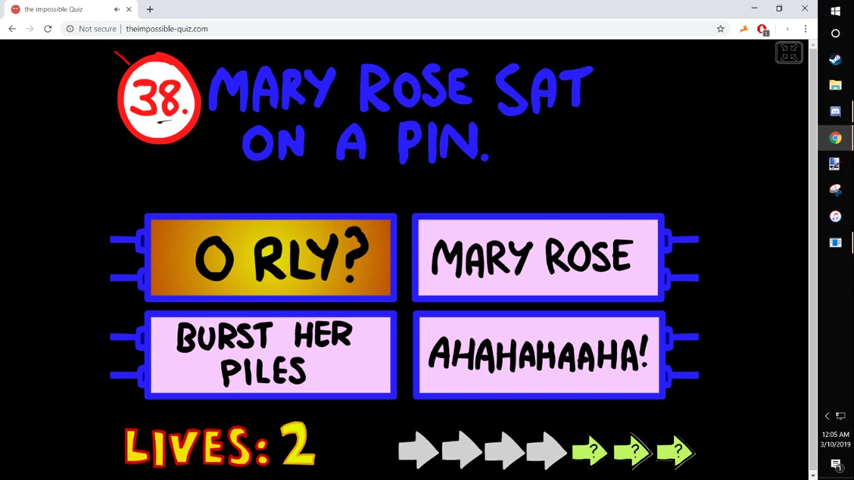 the impossible Quiz
Not secure | theimpossible-quiz.com
38. MARY ROSE SAT
ON A PIN.
O RLY?
MARY ROSE
BURST HER
PILES
AHAHAHAAHA!
LIVES: 2
? ? ?
12:05 AM
3/10/2019